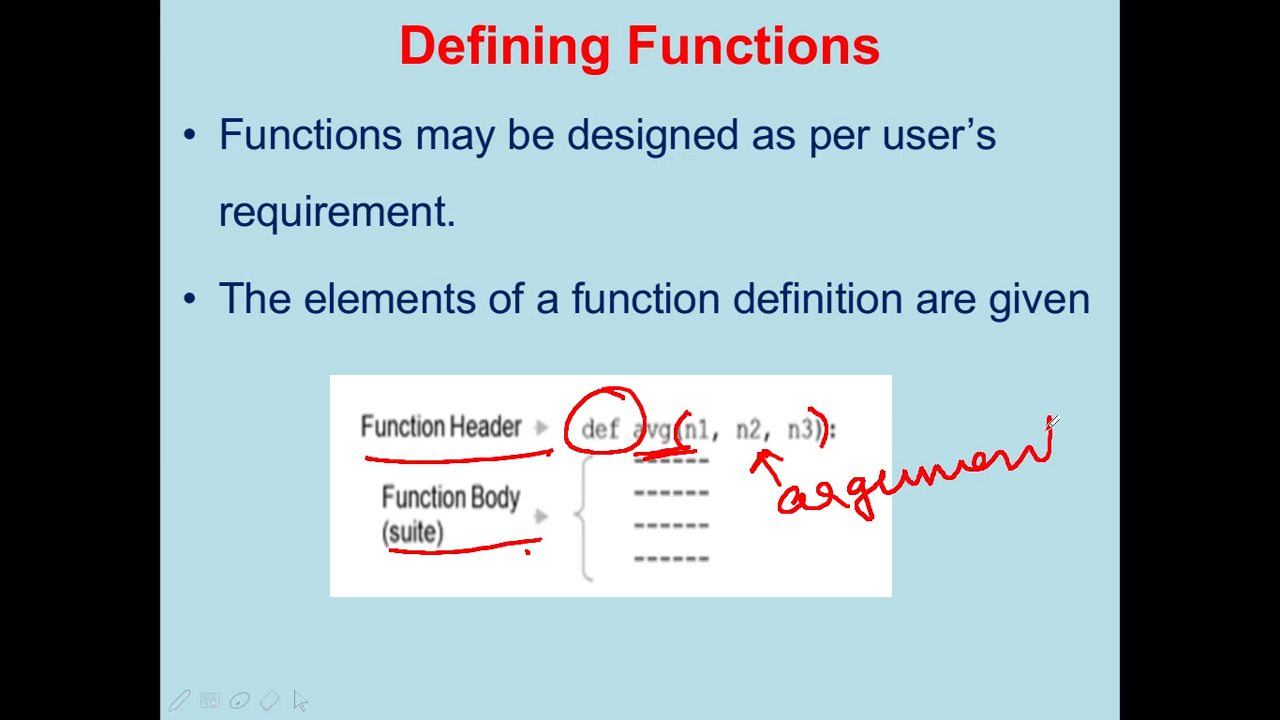 Defining Functions
• Functions may be designed as per user's
requirement.
• The elements of a function definition are given
Function Header
def avg(n1, n2, n3):
Function Body
(suite)
argument